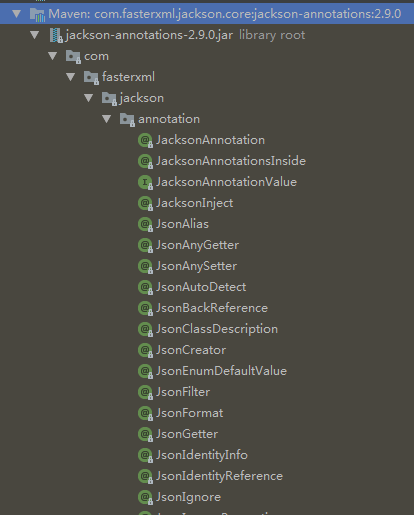 Maven: com.fasterxml.jackson.core:jackson-annotations:2.9.0
jackson-annotations-2.9.0.jar library root
com
fasterxml
jackson
annotation
JacksonAnnotation
JacksonAnnotationsInside
JacksonAnnotationValue
JacksonInject
JsonAlias
JsonAnyGetter
JsonAnySetter
JsonAutoDetect
JsonBackReference
JsonClassDescription
JsonCreator
JsonEnumDefaultValue
JsonFilter
JsonFormat
JsonGetter
JsonIdentityInfo
JsonIdentityReference
JsonIgnore